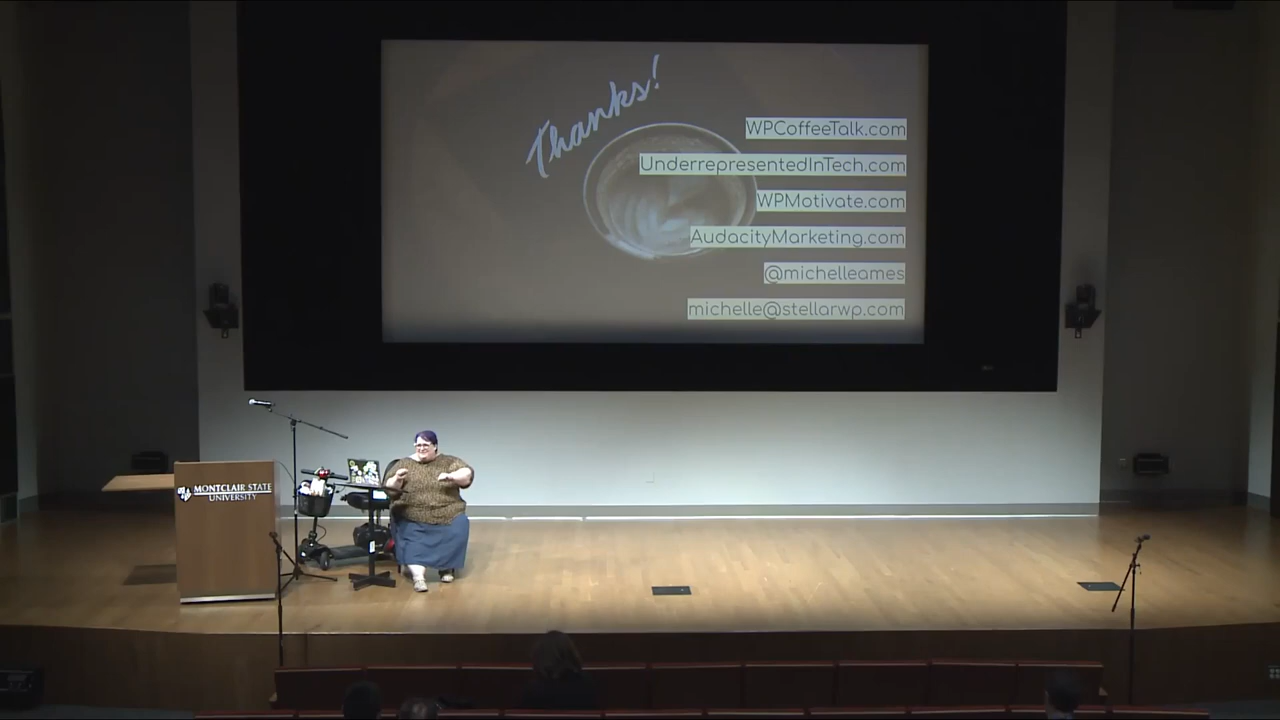 Thanks!
WPCoffeeTalk.com
UnderrepresentedInTech.com
WPMotivate.com
AudacityMarketing.com
@michelleames
michelle@stellarwp.com
MONTCLAIR STATE
UNIVERSITY